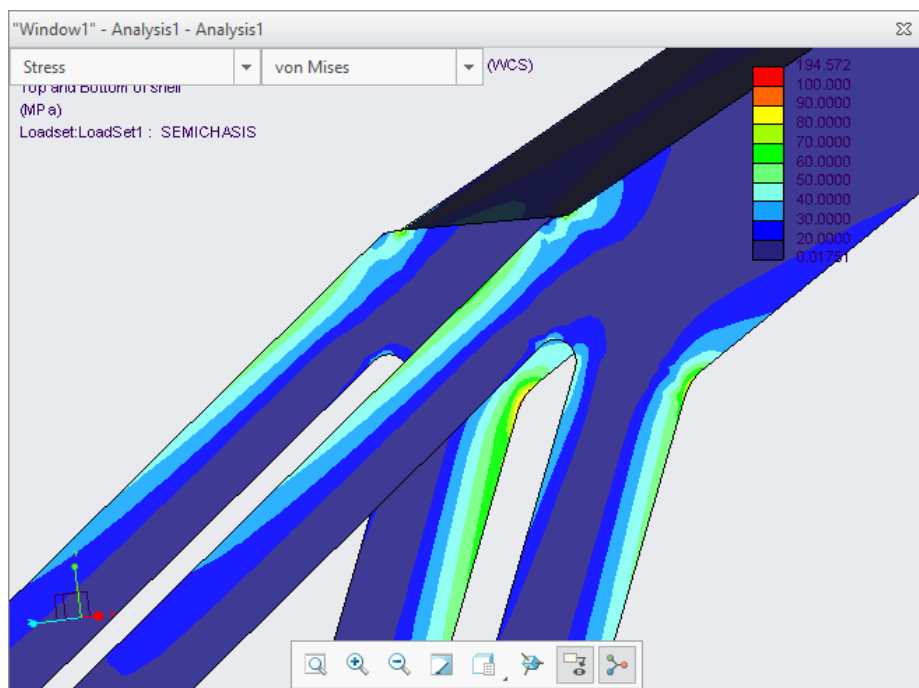 "Window1" - Analysis1 - Analysis1
Stress
von Mises
(WCS)
Top and Bottom of shell
(MPa)
Loadset:LoadSet1 : SEMICHASIS
194.572
100.000
90.0000
80.0000
70.0000
60.0000
50.0000
40.0000
30.0000
20.0000
0.01751